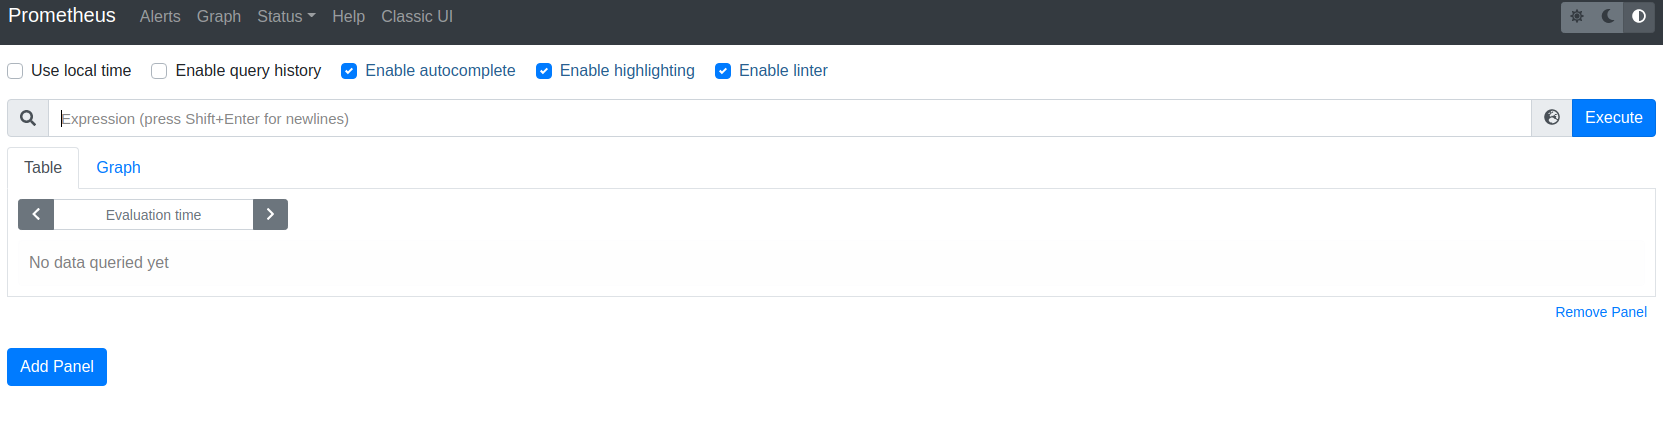 Prometheus Alerts Graph Status Help Classic UI
Use local time Enable query history Enable autocomplete Enable highlighting Enable linter
Expression (press Shift+Enter for newlines) Execute
Table Graph
Evaluation time
No data queried yet
Remove Panel
Add Panel